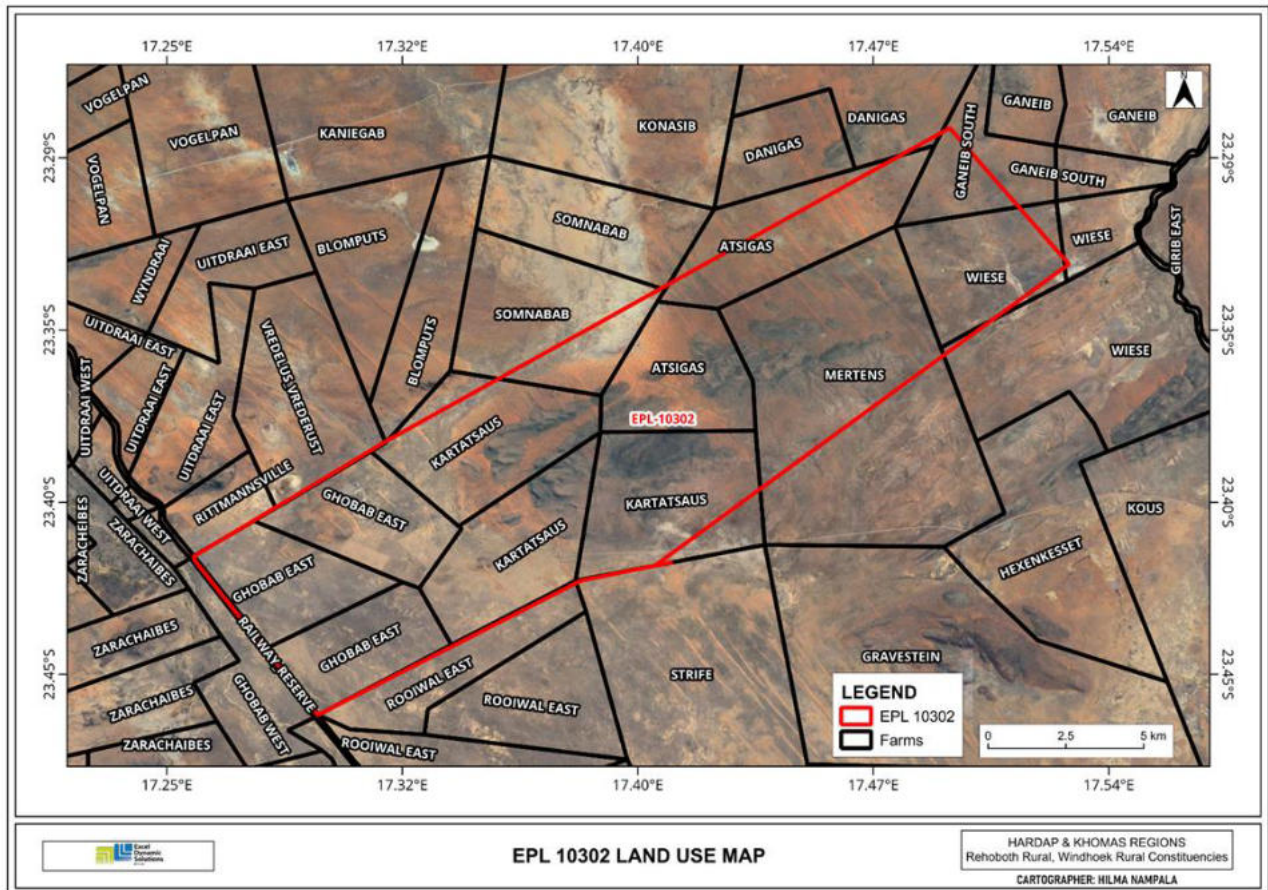 17.25°E
17.32°E
17.40°E
17.47°E
17.54°E
N
VOGELPAN
VOGELPAN
KANIEGAB
KONASIB
DANIGAS
GANEIB
GANEIB
23.29°S
VOGELPAN
DANIGAS
GANEIB SOUTH
GANEIB SOUTH
23.29°S
WYNDRAAI
UITDRAAI EAST
BLOMPUTS
SOMNABAB
ATSIGAS
WIESE
WIESE
GIRIB EAST
23.35°S
UITDRAAI EAST
SOMNABAB
WIESE
23.35°S
UITDRAAI WEST
UITDRAAI EAST
UITDRAAI EAST
VREDELUS VREDERUST
BLOMPUTS
ATSIGAS
MERTENS
EPL-10302
KARTATSAUS
23.40°S
ZARACHEIBES
UITDRAAI WEST
RITTMANNSVILLE
GHOBAB EAST
KARTATSAUS
KOUS
23.40°S
ZARACHAIBES
GHOBAB EAST
KARTATSAUS
HEXENKESSET
ZARACHAIBES
RAILWAY RESERVE
GHOBAB EAST
23.45°S
ZARACHAIBES
GHOBAB WEST
ROOIWAL EAST
ROOIWAL EAST
STRIFE
GRAVESTEIN
23.45°S
ZARACHAIBES
ROOIWAL EAST
LEGEND
EPL 10302
Farms
0 2.5 5 km
17.25°E
17.32°E
17.40°E
17.47°E
17.54°E
Excel
Dynamic
Solutions
EPL 10302 LAND USE MAP
HARDAP & KHOMAS REGIONS
Rehoboth Rural, Windhoek Rural Constituencies
CARTOGRAPHER: HILMA NAMPALA